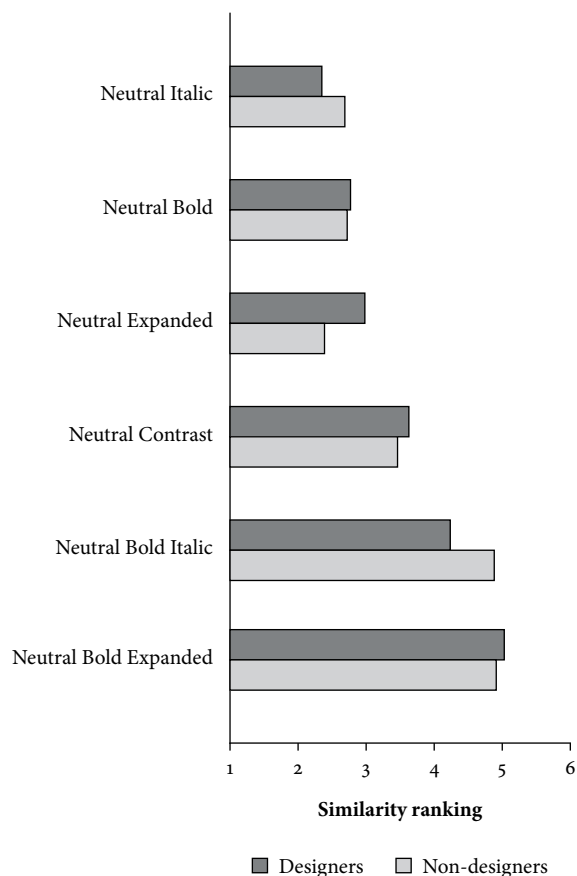 Neutral Italic
Neutral Bold
Neutral Expanded
Neutral Contrast
Neutral Bold Italic
Neutral Bold Expanded
1 2 3 4 5 6
Similarity ranking
Designers Non-designers